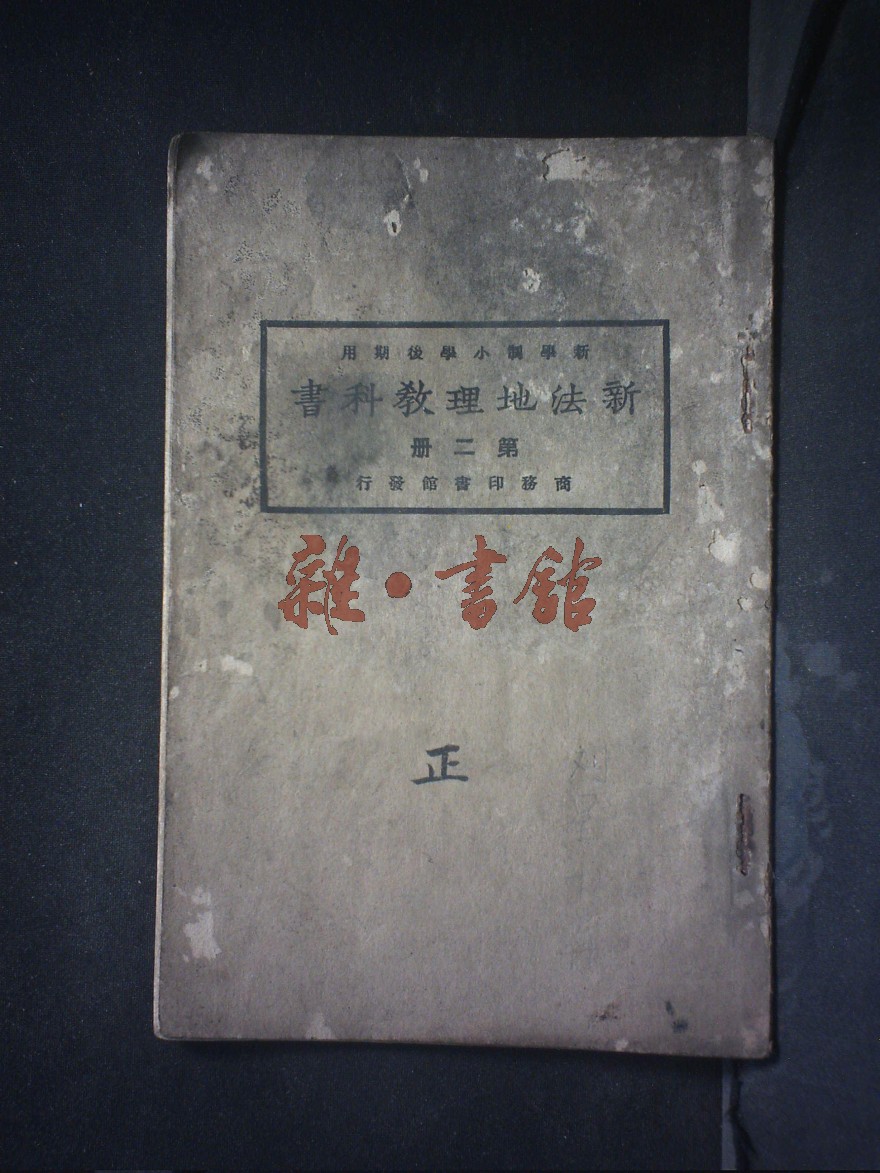 新學制小學後期用
新法地理教科書
第二册
商務印書館發行
雜·書館
正